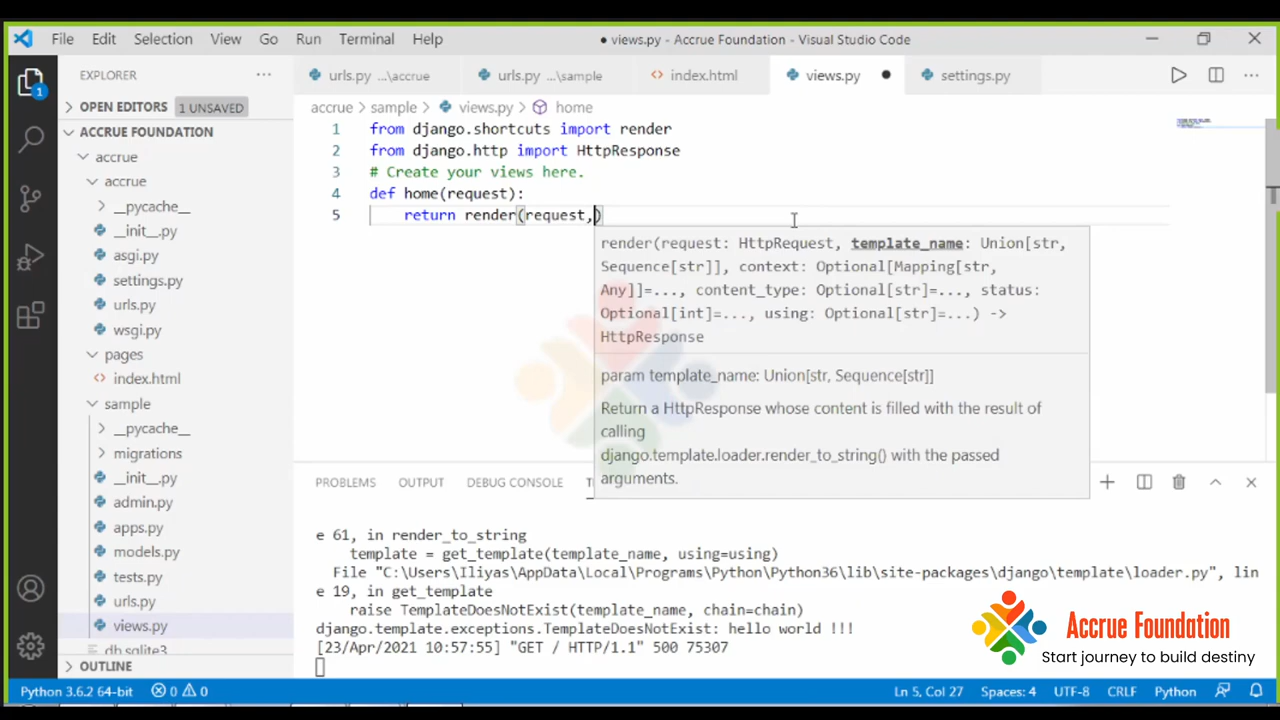 File Edit Selection View Go Run Terminal Help ● views.py - Accrue Foundation - Visual Studio Code
EXPLORER ···
urls.py ...\accrue urls.py ...\sample <> index.html views.py ● settings.py ···
1
OPEN EDITORS 1 UNSAVED
ACCRUE FOUNDATION
accrue
accrue
__pycache__
__init__.py
asgi.py
settings.py
urls.py
wsgi.py
pages
<> index.html
sample
__pycache__
migrations
__init__.py
admin.py
apps.py
models.py
tests.py
urls.py
views.py
db.sqlite3
OUTLINE
accrue > sample > views.py > home
1 from django.shortcuts import render
2 from django.http import HttpResponse
3 # Create your views here.
4 def home(request):
5 return render(request,)
render(request: HttpRequest, template_name: Union[str,
Sequence[str]], context: Optional[Mapping[str,
Any]]=..., content_type: Optional[str]=..., status:
Optional[int]=..., using: Optional[str]=...) ->
HttpResponse
param template_name: Union[str, Sequence[str]]
Return a HttpResponse whose content is filled with the result of
calling
django.template.loader.render_to_string() with the passed
arguments.
PROBLEMS OUTPUT DEBUG CONSOLE
e 61, in render_to_string
template = get_template(template_name, using=using)
File "C:\Users\Iliyas\AppData\Local\Programs\Python\Python36\lib\site-packages\django\template\loader.py", lin
e 19, in get_template
raise TemplateDoesNotExist(template_name, chain=chain)
django.template.exceptions.TemplateDoesNotExist: hello world !!!
[23/Apr/2021 10:57:55] "GET / HTTP/1.1" 500 75307
Accrue Foundation
Start journey to build destiny
Python 3.6.2 64-bit 0 0 Ln 5, Col 27 Spaces: 4 UTF-8 CRLF Python